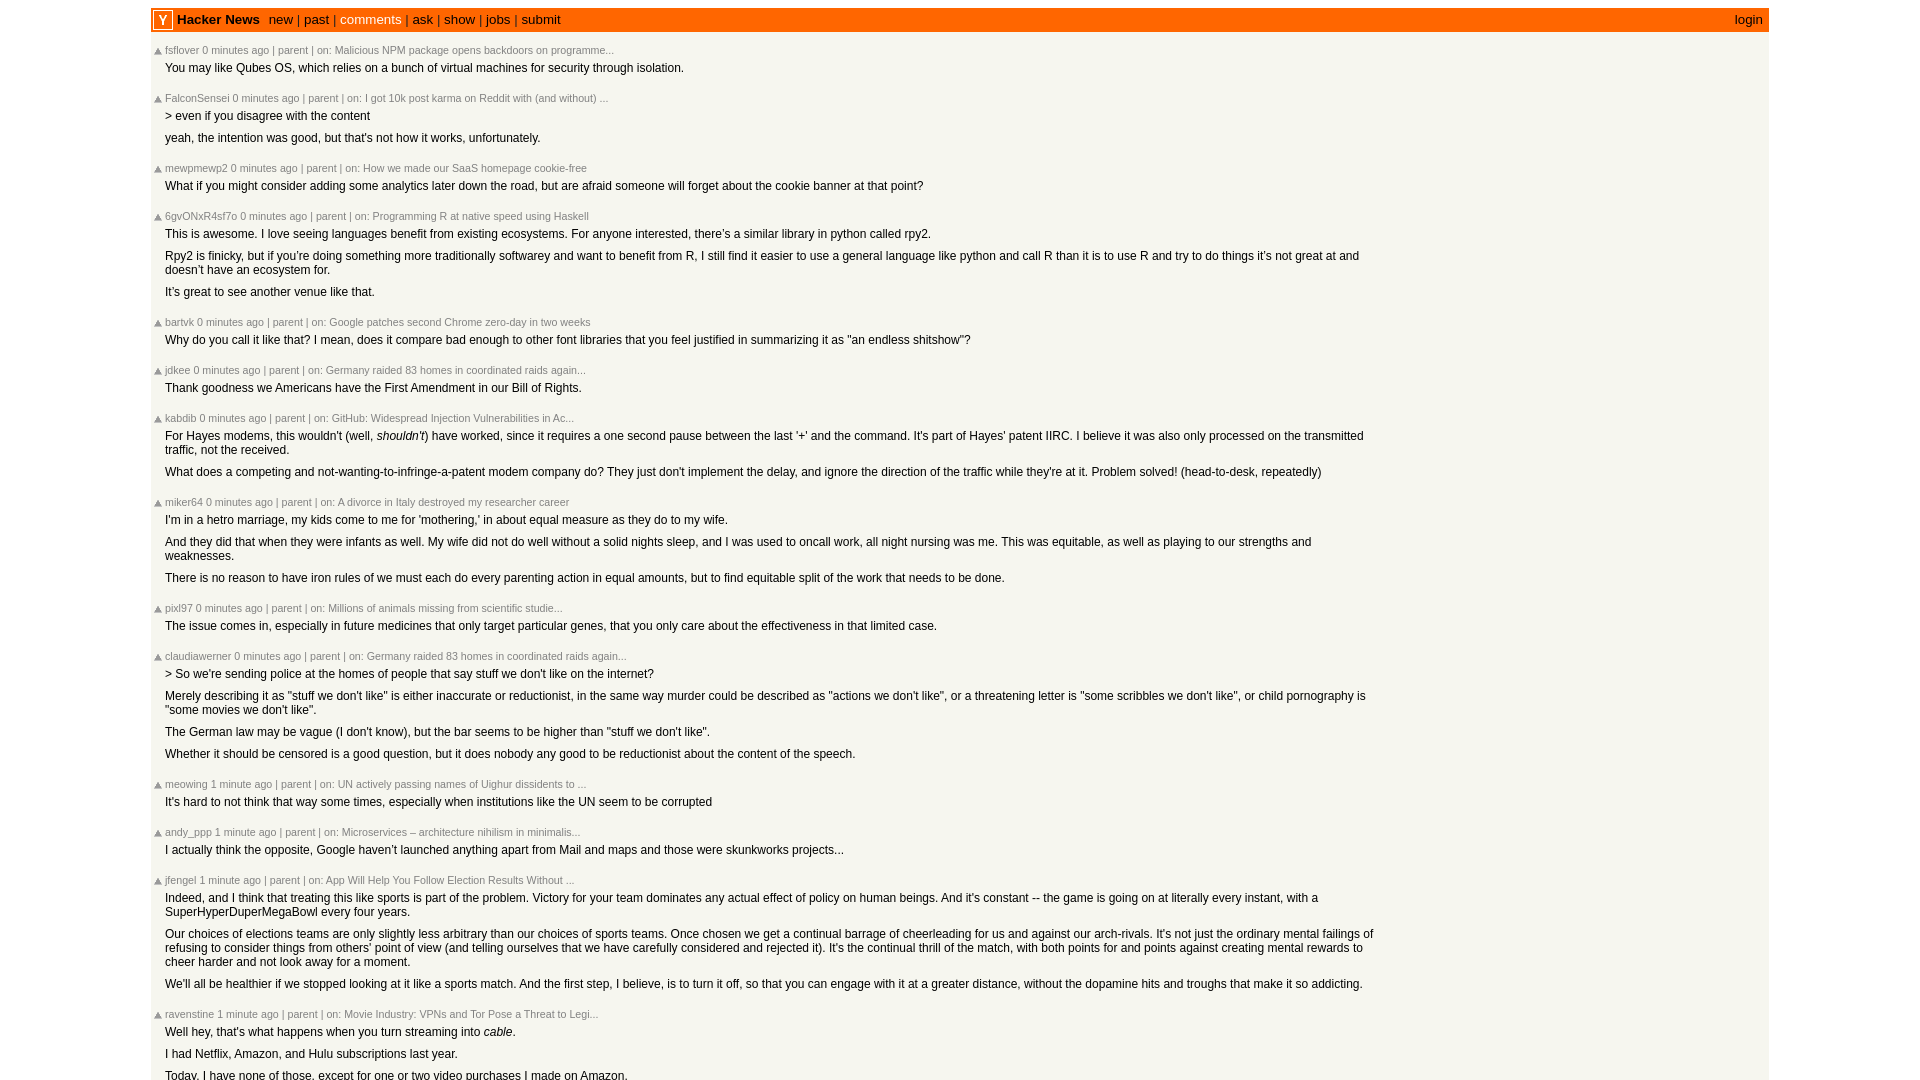 Y Hacker News new | past | comments | ask | show | jobs | submit login
fsflover 0 minutes ago | parent | on: Malicious NPM package opens backdoors on programme...
You may like Qubes OS, which relies on a bunch of virtual machines for security through isolation.
FalconSensei 0 minutes ago | parent | on: I got 10k post karma on Reddit with (and without) ...
> even if you disagree with the content
yeah, the intention was good, but that's not how it works, unfortunately.
mewpmewp2 0 minutes ago | parent | on: How we made our SaaS homepage cookie-free
What if you might consider adding some analytics later down the road, but are afraid someone will forget about the cookie banner at that point?
6gvONxR4sf7o 0 minutes ago | parent | on: Programming R at native speed using Haskell
This is awesome. I love seeing languages benefit from existing ecosystems. For anyone interested, there’s a similar library in python called rpy2.
Rpy2 is finicky, but if you’re doing something more traditionally softwarey and want to benefit from R, I still find it easier to use a general language like python and call R than it is to use R and try to do things it’s not great at and
doesn’t have an ecosystem for.
It’s great to see another venue like that.
bartvk 0 minutes ago | parent | on: Google patches second Chrome zero-day in two weeks
Why do you call it like that? I mean, does it compare bad enough to other font libraries that you feel justified in summarizing it as "an endless shitshow"?
jdkee 0 minutes ago | parent | on: Germany raided 83 homes in coordinated raids again...
Thank goodness we Americans have the First Amendment in our Bill of Rights.
kabdib 0 minutes ago | parent | on: GitHub: Widespread Injection Vulnerabilities in Ac...
For Hayes modems, this wouldn't (well, shouldn't) have worked, since it requires a one second pause between the last '+' and the command. It's part of Hayes' patent IIRC. I believe it was also only processed on the transmitted
traffic, not the received.
What does a competing and not-wanting-to-infringe-a-patent modem company do? They just don't implement the delay, and ignore the direction of the traffic while they're at it. Problem solved! (head-to-desk, repeatedly)
miker64 0 minutes ago | parent | on: A divorce in Italy destroyed my researcher career
I'm in a hetro marriage, my kids come to me for 'mothering,' in about equal measure as they do to my wife.
And they did that when they were infants as well. My wife did not do well without a solid nights sleep, and I was used to oncall work, all night nursing was me. This was equitable, as well as playing to our strengths and
weaknesses.
There is no reason to have iron rules of we must each do every parenting action in equal amounts, but to find equitable split of the work that needs to be done.
pixl97 0 minutes ago | parent | on: Millions of animals missing from scientific studie...
The issue comes in, especially in future medicines that only target particular genes, that you only care about the effectiveness in that limited case.
claudiawerner 0 minutes ago | parent | on: Germany raided 83 homes in coordinated raids again...
> So we're sending police at the homes of people that say stuff we don't like on the internet?
Merely describing it as "stuff we don't like" is either inaccurate or reductionist, in the same way murder could be described as "actions we don't like", or a threatening letter is "some scribbles we don't like", or child pornography is
"some movies we don't like".
The German law may be vague (I don't know), but the bar seems to be higher than "stuff we don't like".
Whether it should be censored is a good question, but it does nobody any good to be reductionist about the content of the speech.
meowing 1 minute ago | parent | on: UN actively passing names of Uighur dissidents to ...
It's hard to not think that way some times, especially when institutions like the UN seem to be corrupted
andy_ppp 1 minute ago | parent | on: Microservices – architecture nihilism in minimalis...
I actually think the opposite, Google haven’t launched anything apart from Mail and maps and those were skunkworks projects...
jfengel 1 minute ago | parent | on: App Will Help You Follow Election Results Without ...
Indeed, and I think that treating this like sports is part of the problem. Victory for your team dominates any actual effect of policy on human beings. And it's constant -- the game is going on at literally every instant, with a
SuperHyperDuperMegaBowl every four years.
Our choices of elections teams are only slightly less arbitrary than our choices of sports teams. Once chosen we get a continual barrage of cheerleading for us and against our arch-rivals. It's not just the ordinary mental failings of
refusing to consider things from others' point of view (and telling ourselves that we have carefully considered and rejected it). It's the continual thrill of the match, with both points for and points against creating mental rewards to
cheer harder and not look away for a moment.
We'll all be healthier if we stopped looking at it like a sports match. And the first step, I believe, is to turn it off, so that you can engage with it at a greater distance, without the dopamine hits and troughs that make it so addicting.
ravenstine 1 minute ago | parent | on: Movie Industry: VPNs and Tor Pose a Threat to Legi...
Well hey, that's what happens when you turn streaming into cable.
I had Netflix, Amazon, and Hulu subscriptions last year.
Today, I have none of those, except for one or two video purchases I made on Amazon.